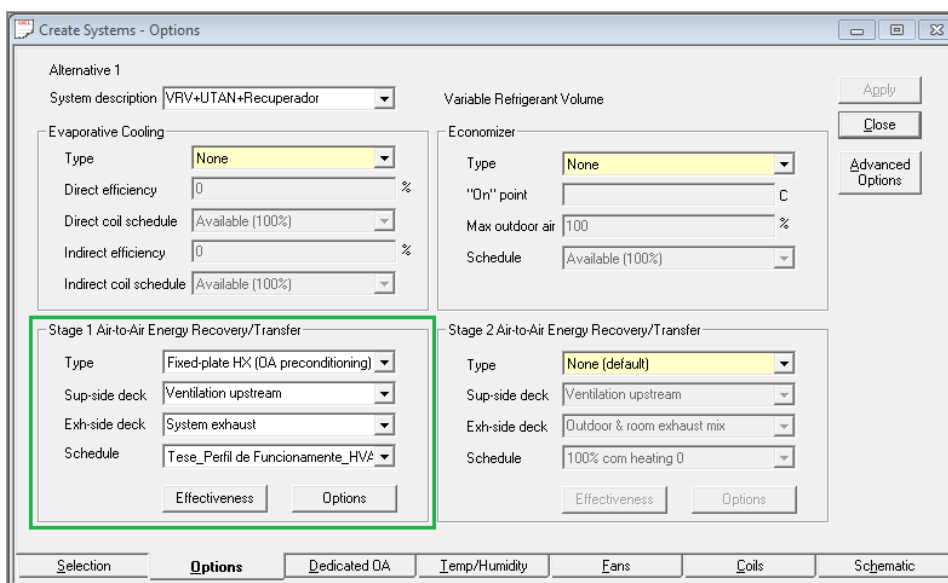 Create Systems - Options
Alternative 1
System description VRV+UTAN+Recuperador
Variable Refrigerant Volume
Apply
Close
Advanced
Options
Evaporative Cooling
Type None
Direct efficiency 0 %
Direct coil schedule Available (100%)
Indirect efficiency 0 %
Indirect coil schedule Available (100%)
Economizer
Type None
"On" point C
Max outdoor air 100 %
Schedule Available (100%)
Stage 1 Air-to-Air Energy Recovery/Transfer
Type Fixed-plate HX (OA preconditioning)
Sup-side deck Ventilation upstream
Exh-side deck System exhaust
Schedule Tese_Perfil de Funcionamente_HVA
Effectiveness Options
Stage 2 Air-to-Air Energy Recovery/Transfer
Type None (default)
Sup-side deck Ventilation upstream
Exh-side deck Outdoor & room exhaust mix
Schedule 100% com heating 0
Effectiveness Options
Selection Options Dedicated OA Temp/Humidity Fans Coils Schematic